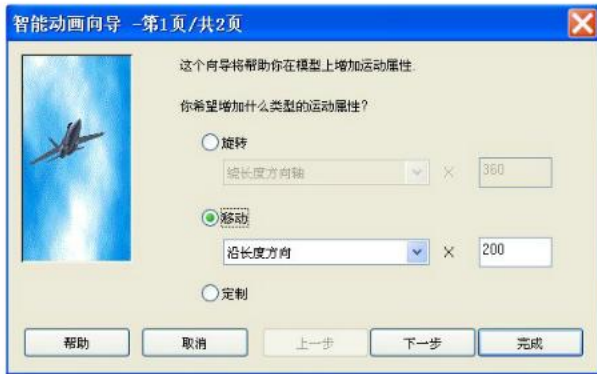 智能动画向导 -第1页/共2页
这个向导将帮助你在模型上增加运动属性.
你希望增加什么类型的运动属性?
旋转
绕长度方向轴 × 360
移动
沿长度方向 × 200
定制
帮助 取消 上一步 下一步 完成